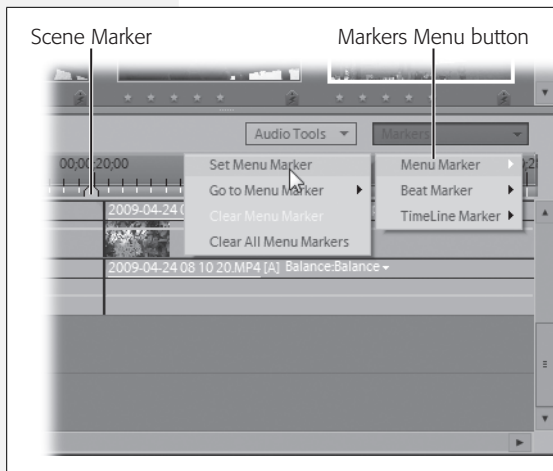 Scene Marker
Markers Menu button
Audio Tools
Markers
00;00;20;00
Set Menu Marker
Menu Marker
Go to Menu Marker
Beat Marker
Clear Menu Marker
TimeLine Marker
Clear All Menu Markers
2009-04-24
2009-04-24 08 10 20.MP4 [A] Balance:Balance